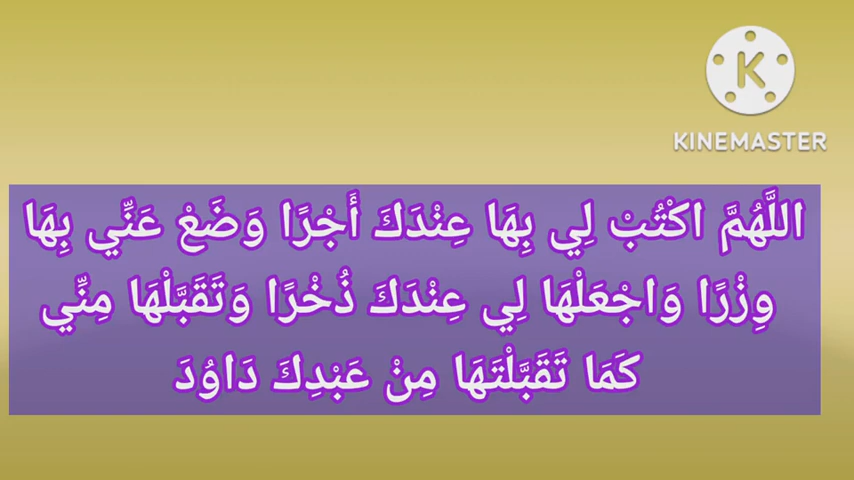 K
KINEMASTER
اللَّهُمَّ اكْتُبْ لِي بِهَا عِنْدَكَ أَجْرًا وَضَعْ عَنِّي بِهَا
وِزْرًا وَاجْعَلْهَا لِي عِنْدَكَ ذُخْرًا وَتَقَبَّلْهَا مِنِّي
كَمَا تَقَبَّلْتَهَا مِنْ عَبْدِكَ دَاوُدَ